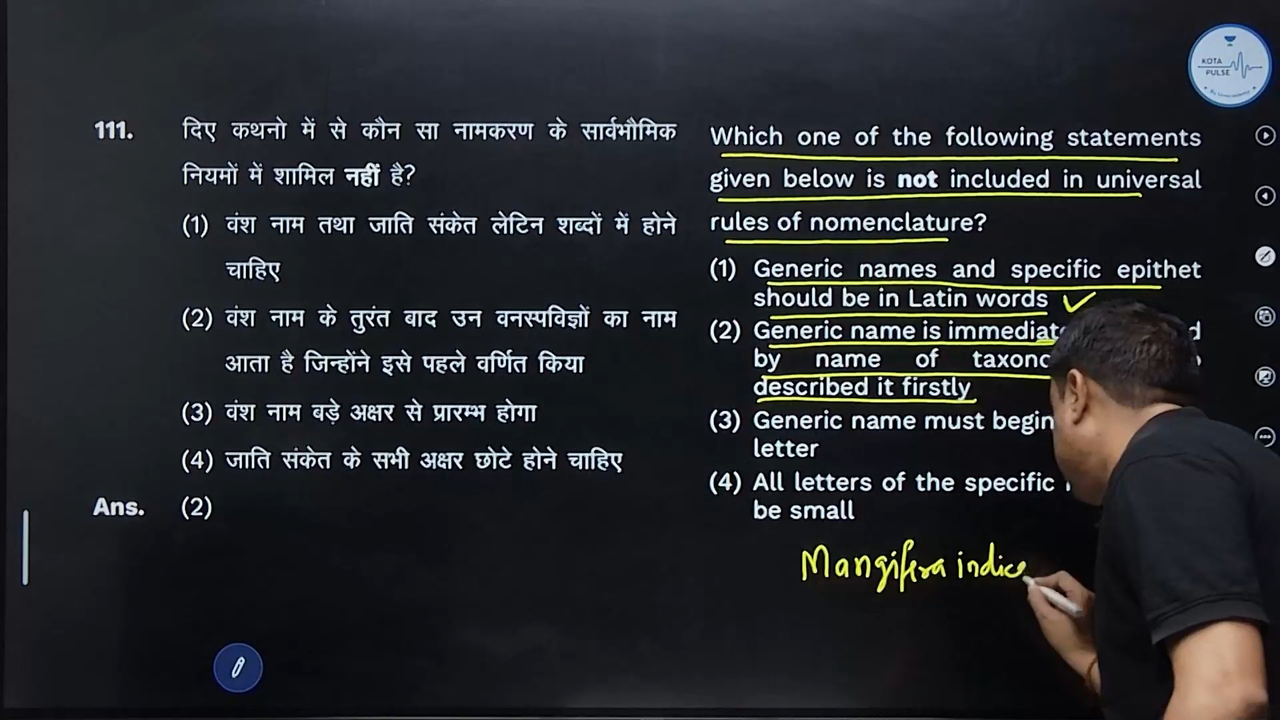 111.
दिए कथनो में से कौन सा नामकरण के सार्वभौमिक
नियमों में शामिल नहीं है?
(1) वंश नाम तथा जाति संकेत लेटिन शब्दों में होने
चाहिए
(2) वंश नाम के तुरंत बाद उन वनस्पविज्ञों का नाम
आता है जिन्होंने इसे पहले वर्णित किया
(3) वंश नाम बड़े अक्षर से प्रारम्भ होगा
(4) जाति संकेत के सभी अक्षर छोटे होने चाहिए
Ans. (2)
Which one of the following statements
given below is not included in universal
rules of nomenclature?
(1) Generic names and specific epithet
should be in Latin words
(2) Generic name is
by name of
described it firstly
(3) Generic name must begin
letter
(4) All letters of the specific
be small
Mangifera
KOTA
PULSE